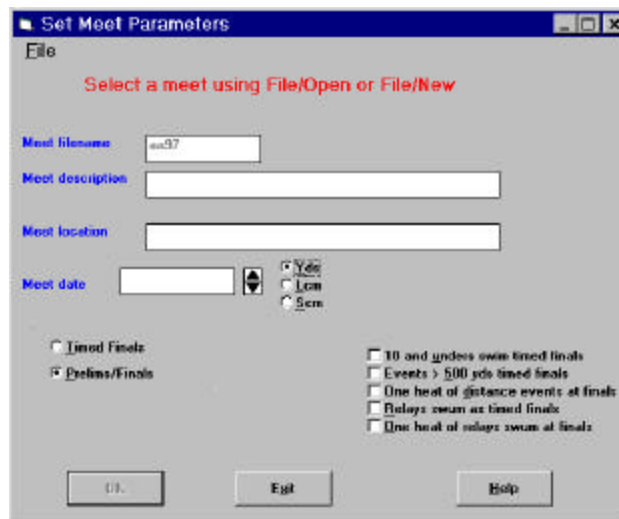 Set Meet Parameters
File
Select a meet using File/Open or File/New
Meet filename
Meet description
Meet location
Meet date
Yds
Lcm
Scm
Timed Finals
Prelims/Finals
10 and unders swim timed finals
Events > 500 yds timed finals
One heat of distance events at finals
Relays swum as timed finals
One heat of relays swum at finals
OK
Exit
Help